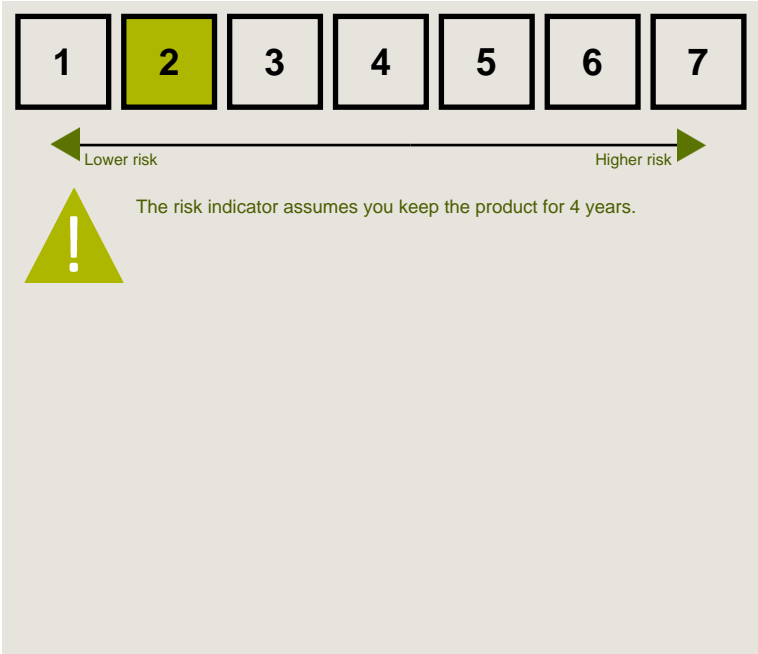 1 2 3 4 5 6 7
Lower risk Higher risk
The risk indicator assumes you keep the product for 4 years.
!